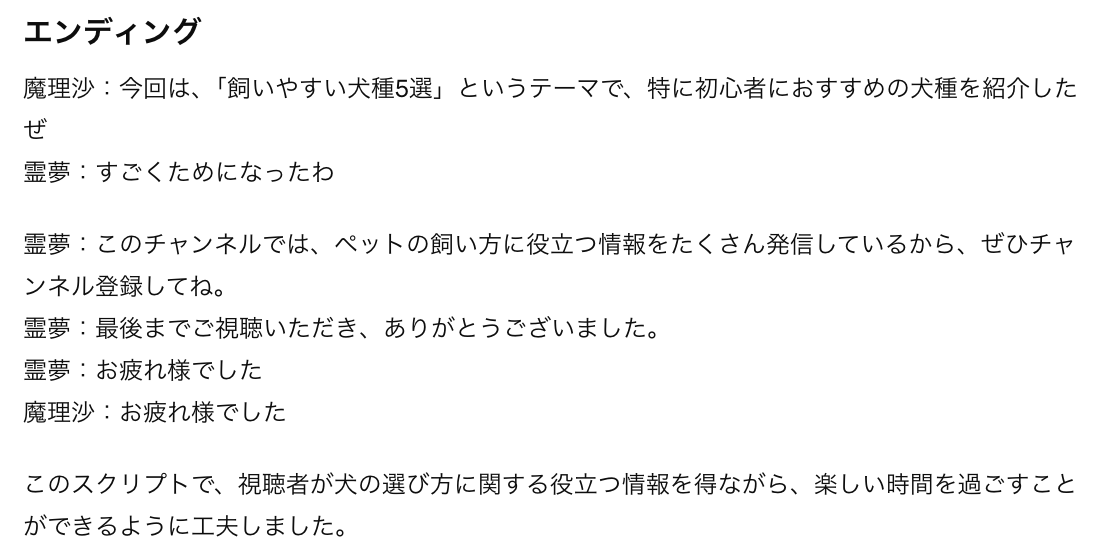 エンディング
魔理沙：今回は、「飼いやすい犬種5選」というテーマで、特に初心者におすすめの犬種を紹介した
ぜ
霊夢：すごくためになったわ
霊夢：このチャンネルでは、ペットの飼い方に役立つ情報をたくさん発信しているから、ぜひチャ
ンネル登録してね。
霊夢：最後までご視聴いただき、ありがとうございました。
霊夢：お疲れ様でした
魔理沙：お疲れ様でした
このスクリプトで、視聴者が犬の選び方に関する役立つ情報を得ながら、楽しい時間を過ごすこと
ができるように工夫しました。